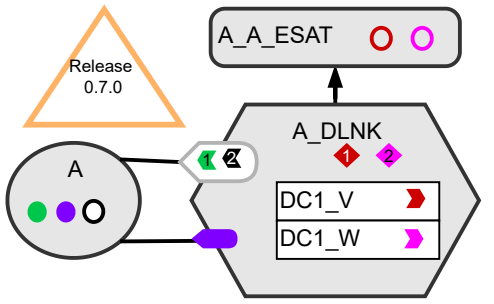 A_A_ESAT
Release
0.7.0
A_DLNK
1 2
1 2
A
DC1_V
DC1_W